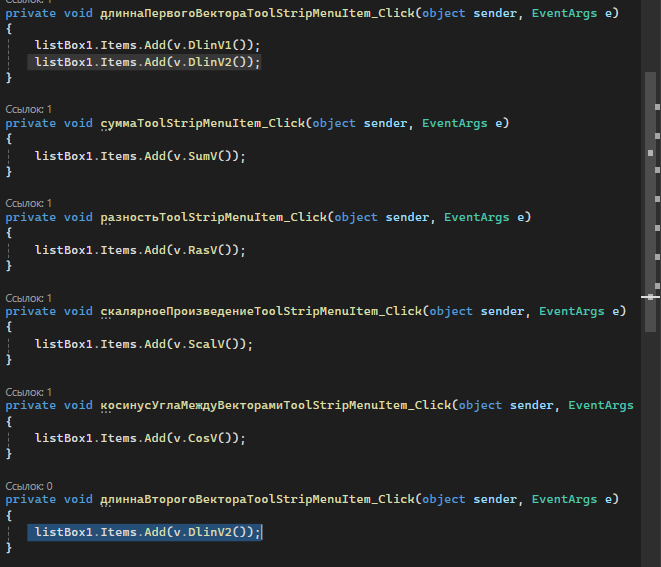 Ссылок: 1
private void длиннаПервогоВектораToolStripMenuItem_Click(object sender, EventArgs e)
{
listBox1.Items.Add(v.DlinV1());
listBox1.Items.Add(v.DlinV2());
}
Ссылок: 1
private void суммаToolStripMenuItem_Click(object sender, EventArgs e)
{
listBox1.Items.Add(v.SumV());
}
Ссылок: 1
private void разностьToolStripMenuItem_Click(object sender, EventArgs e)
{
listBox1.Items.Add(v.RasV());
}
Ссылок: 1
private void скалярноеПроизведениеToolStripMenuItem_Click(object sender, EventArgs e)
{
listBox1.Items.Add(v.ScalV());
}
Ссылок: 1
private void косинусУглаМеждуВекторамиToolStripMenuItem_Click(object sender, EventArgs
{
listBox1.Items.Add(v.CosV());
}
Ссылок: 0
private void длиннаВторогоВектораToolStripMenuItem_Click(object sender, EventArgs e)
{
listBox1.Items.Add(v.DlinV2());
}